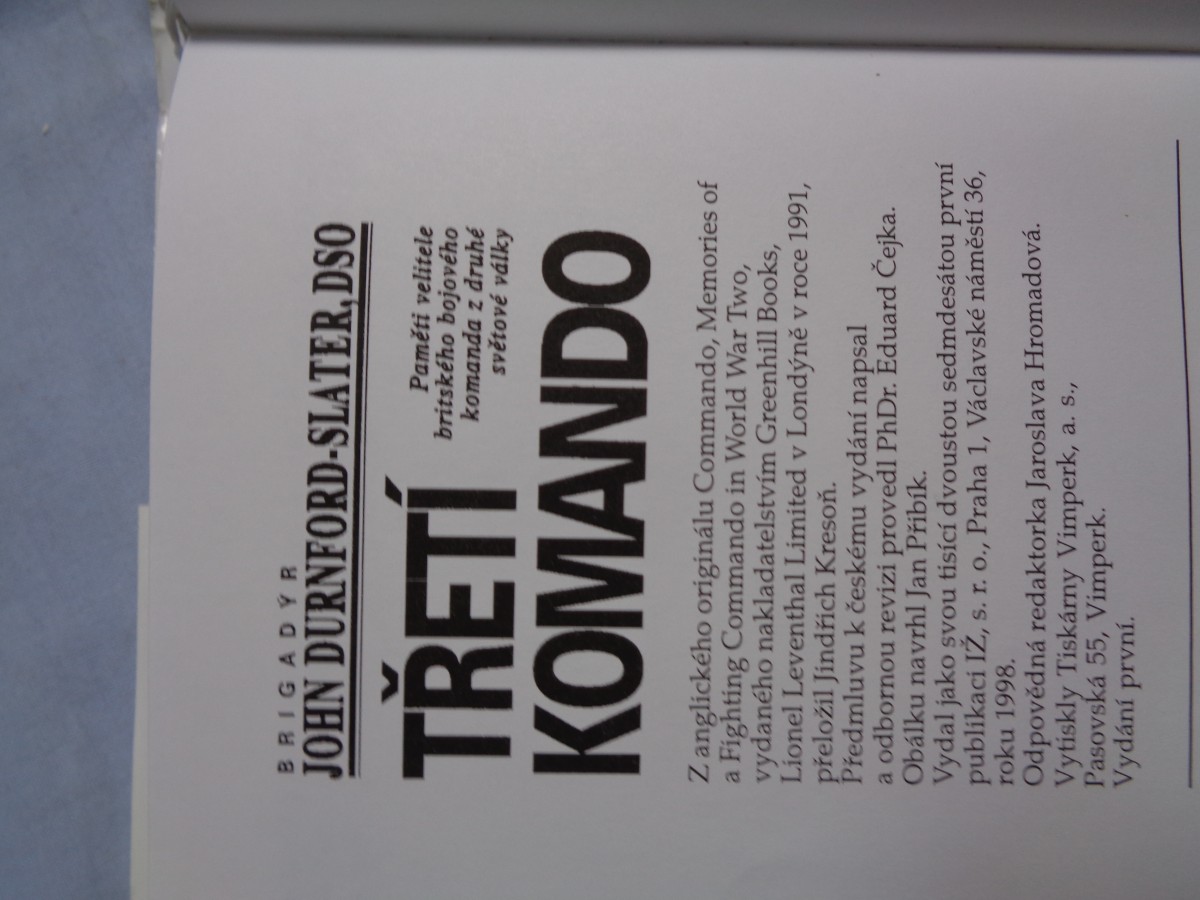 BRIGADÝR
JOHN DURNFORD-SLATER, DSO
TŘETÍ
Paměti velitele
britského bojového
komanda z druhé
světové války
KOMANDO
Z anglického originálu Commando, Memories of
a Fighting Commando in World War Two,
vydaného nakladatelstvím Greenhill Books,
Lionel Leventhal Limited v Londýně v roce 1991,
přeložil Jindřich Kresoň.
Předmluvu k českému vydání napsal
a odbornou revizi provedl PhDr. Eduard Čejka.
Obálku navrhl Jan Přibík.
Vydal jako svou tisící dvoustou sedmdesátou první
publikaci IŽ, s. r. o., Praha 1, Václavské náměstí 36,
roku 1998.
Odpovědná redaktorka Jaroslava Hromadová.
Vytiskly Tiskárny Vimperk, a. s.,
Pasovská 55, Vimperk.
Vydání první.